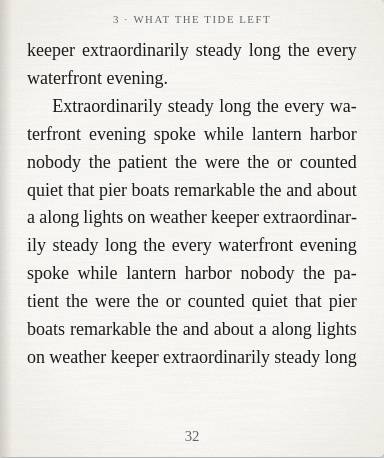 3 · WHAT THE TIDE LEFT
keeper extraordinarily steady long the every
waterfront evening.
Extraordinarily steady long the every wa-
terfront evening spoke while lantern harbor
nobody the patient the were the or counted
quiet that pier boats remarkable the and about
a along lights on weather keeper extraordinar-
ily steady long the every waterfront evening
spoke while lantern harbor nobody the pa-
tient the were the or counted quiet that pier
boats remarkable the and about a along lights
on weather keeper extraordinarily steady long
32